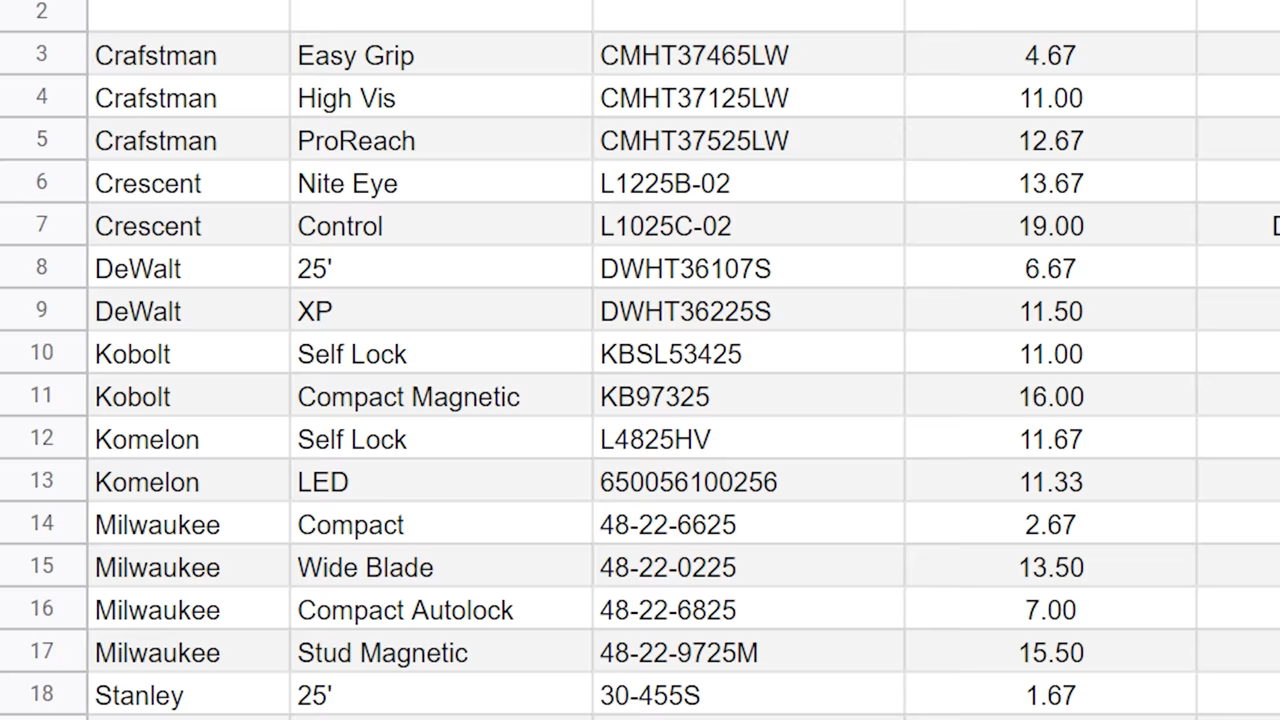 2
3 Crafstman Easy Grip CMHT37465LW 4.67
4 Crafstman High Vis CMHT37125LW 11.00
5 Crafstman ProReach CMHT37525LW 12.67
6 Crescent Nite Eye L1225B-02 13.67
7 Crescent Control L1025C-02 19.00
8 DeWalt 25' DWHT36107S 6.67
9 DeWalt XP DWHT36225S 11.50
10 Kobolt Self Lock KBSL53425 11.00
11 Kobolt Compact Magnetic KB97325 16.00
12 Komelon Self Lock L4825HV 11.67
13 Komelon LED 650056100256 11.33
14 Milwaukee Compact 48-22-6625 2.67
15 Milwaukee Wide Blade 48-22-0225 13.50
16 Milwaukee Compact Autolock 48-22-6825 7.00
17 Milwaukee Stud Magnetic 48-22-9725M 15.50
18 Stanley 25' 30-455S 1.67